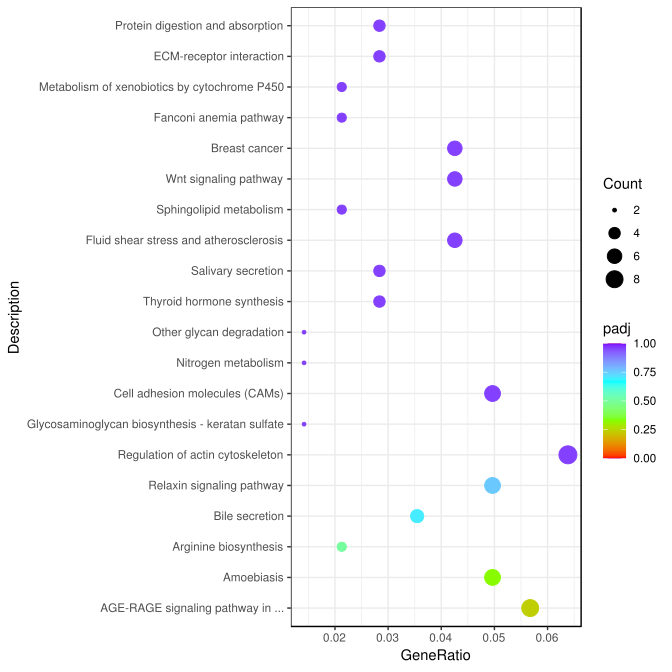 Protein digestion and absorption
ECM-receptor interaction
Metabolism of xenobiotics by cytochrome P450
Fanconi anemia pathway
Breast cancer
Wnt signaling pathway
Sphingolipid metabolism
Fluid shear stress and atherosclerosis
Salivary secretion
Thyroid hormone synthesis
Other glycan degradation
Nitrogen metabolism
Cell adhesion molecules (CAMs)
Glycosaminoglycan biosynthesis - keratan sulfate
Regulation of actin cytoskeleton
Relaxin signaling pathway
Bile secretion
Arginine biosynthesis
Amoebiasis
AGE-RAGE signaling pathway in ...
Description
0.02 0.03 0.04 0.05 0.06
GeneRatio
Count
2
4
6
8
padj
1.00
0.75
0.50
0.25
0.00